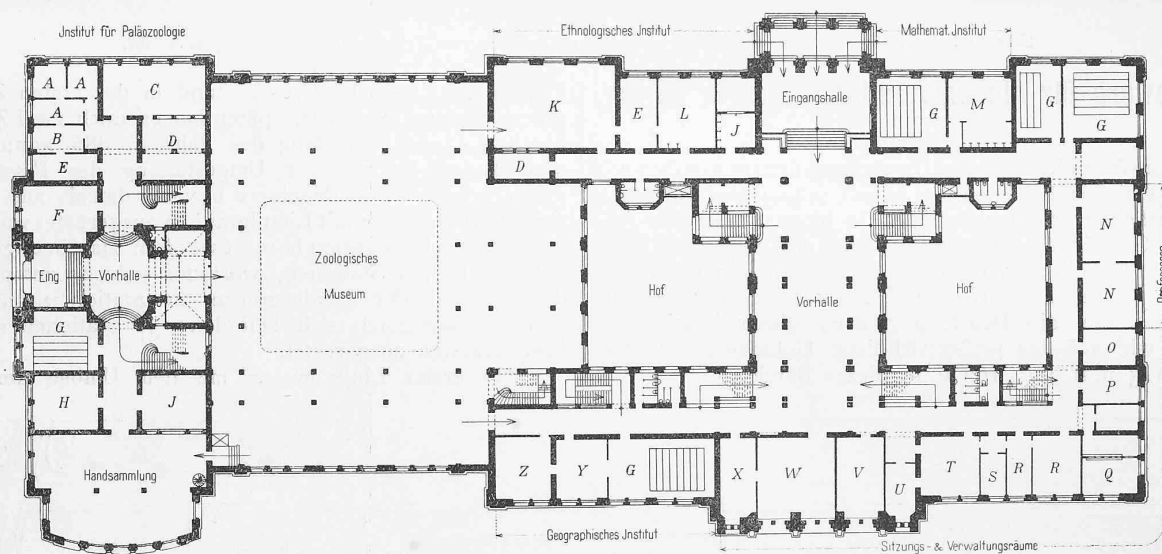 Jnstitut für Paläozoologie
Ethnologisches Jnstitut
Mathemat. Jnstitut
A A C
A
B D
E
K E L J Eingangshalle G M G G
D
F
N
Eing Vorhalle
Zoologisches
Museum
Hof Vorhalle Hof
N
G
O
H J
P
Handsammlung
Z Y G X W V U T S R R Q
Geographisches Jnstitut
Sitzungs- & Verwaltungsräume